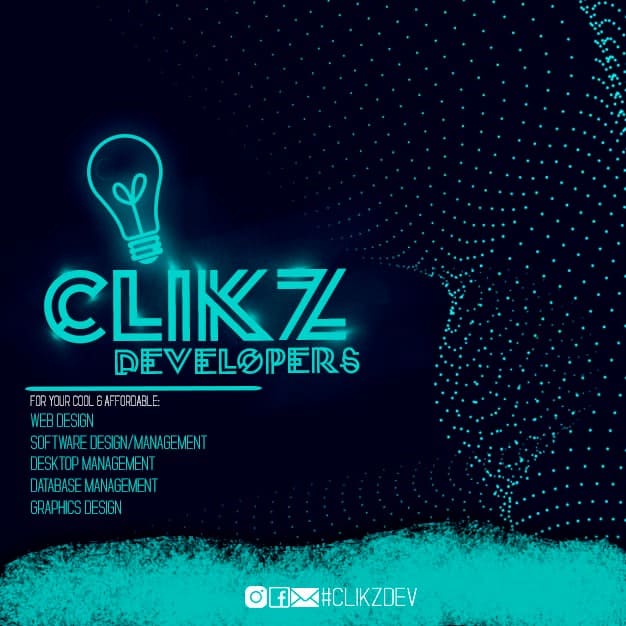 CLIKZ
DEVELOPERS
FOR YOUR COOL & AFFORDABLE:
WEB DESIGN
SOFTWARE DESIGN/MANAGEMENT
DESKTOP MANAGEMENT
DATABASE MANAGEMENT
GRAPHICS DESIGN
#CLIKZDEV